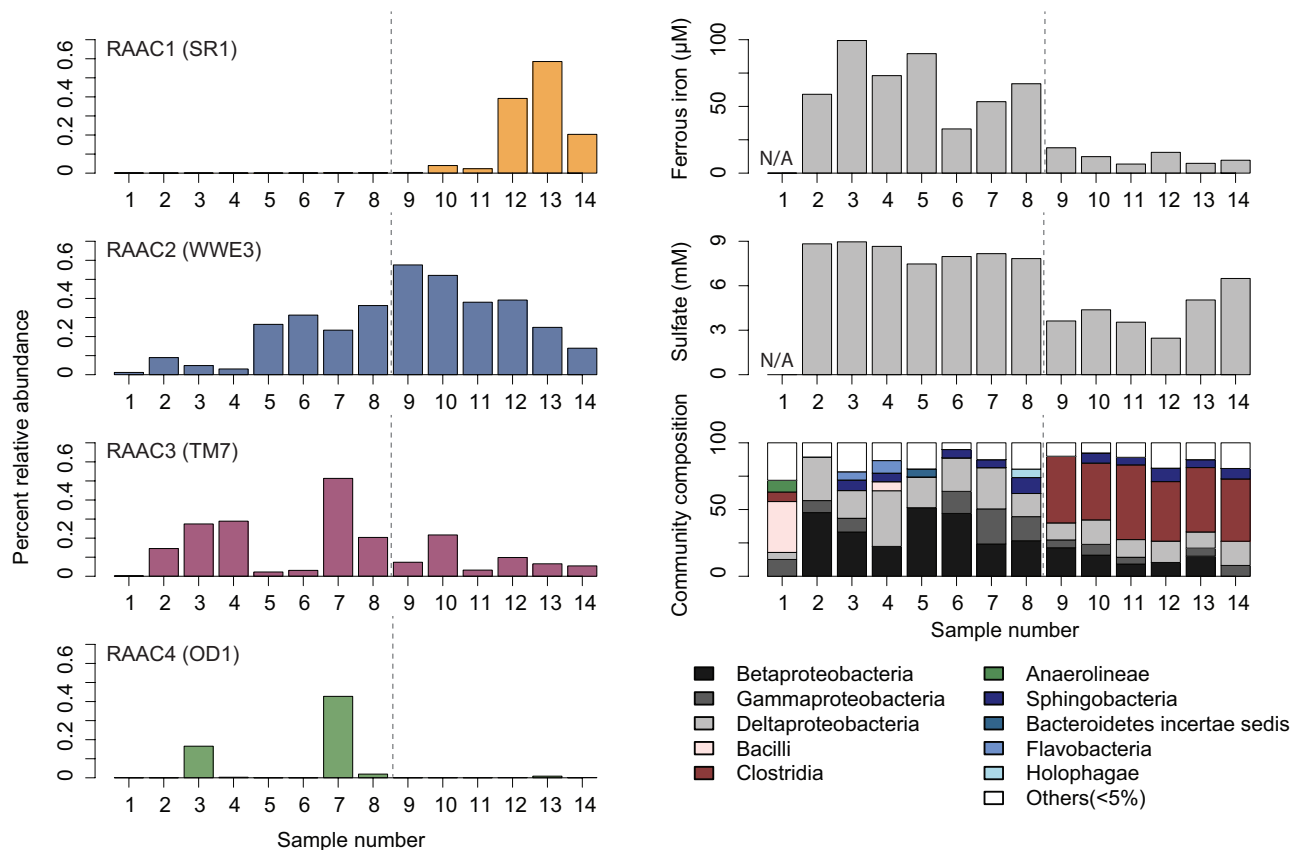 RAAC1 (SR1)
0 0.2 0.4 0.6
1 2 3 4 5 6 7 8 9 10 11 12 13 14
RAAC2 (WWE3)
0 0.2 0.4 0.6
1 2 3 4 5 6 7 8 9 10 11 12 13 14
Percent relative abundance
RAAC3 (TM7)
0 0.2 0.4 0.6
1 2 3 4 5 6 7 8 9 10 11 12 13 14
RAAC4 (OD1)
0 0.2 0.4 0.6
1 2 3 4 5 6 7 8 9 10 11 12 13 14
Sample number
Ferrous iron (µM)
0 50 100
N/A
1 2 3 4 5 6 7 8 9 10 11 12 13 14
Sulfate (mM)
0 3 6 9
N/A
1 2 3 4 5 6 7 8 9 10 11 12 13 14
Community composition
0 50 100
1 2 3 4 5 6 7 8 9 10 11 12 13 14
Sample number
Betaproteobacteria
Gammaproteobacteria
Deltaproteobacteria
Bacilli
Clostridia
Anaerolineae
Sphingobacteria
Bacteroidetes incertae sedis
Flavobacteria
Holophagae
Others(<5%)